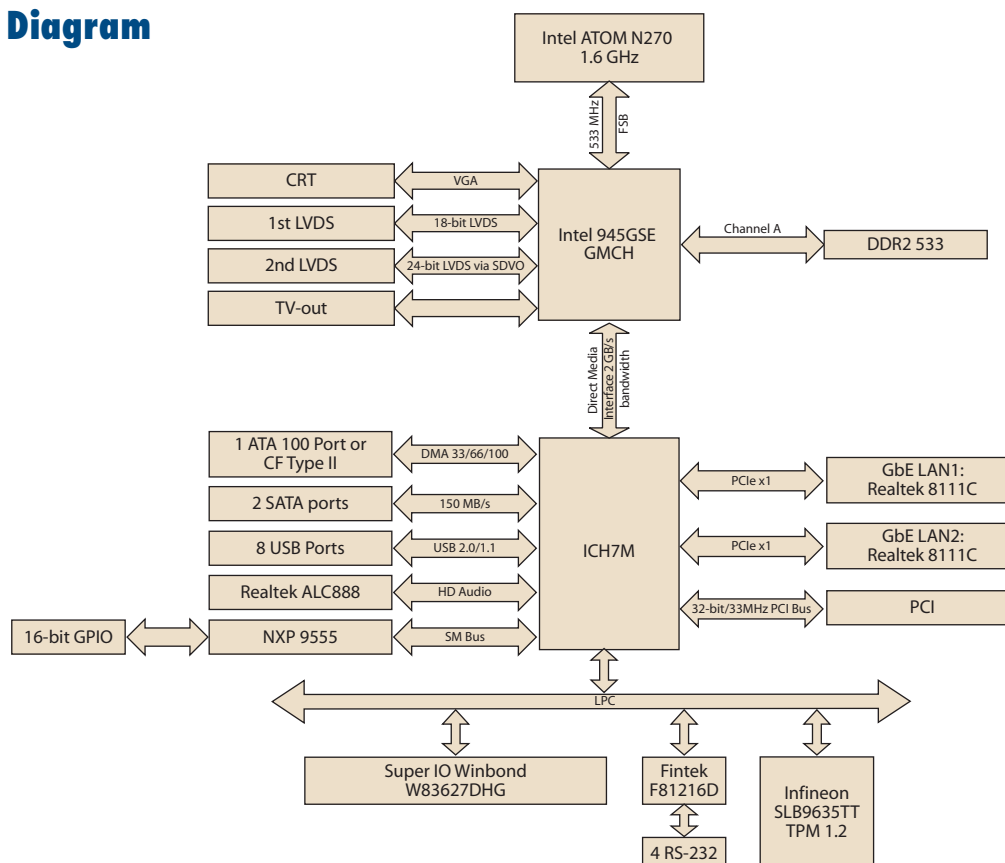 Diagram
Intel ATOM N270
1.6 GHz
533 MHz
FSB
CRT
VGA
1st LVDS
18-bit LVDS
2nd LVDS
24-bit LVDS via SDVO
TV-out
Intel 945GSE
GMCH
Channel A
DDR2 533
Direct Media
Interface 2 GB/s
bandwidth
1 ATA 100 Port or
CF Type II
DMA 33/66/100
2 SATA ports
150 MB/s
8 USB Ports
USB 2.0/1.1
Realtek ALC888
HD Audio
16-bit GPIO
NXP 9555
SM Bus
ICH7M
PCIe x1
GbE LAN1:
Realtek 8111C
PCIe x1
GbE LAN2:
Realtek 8111C
32-bit/33MHz PCI Bus
PCI
LPC
Super IO Winbond
W83627DHG
Fintek
F81216D
4 RS-232
Infineon
SLB9635TT
TPM 1.2